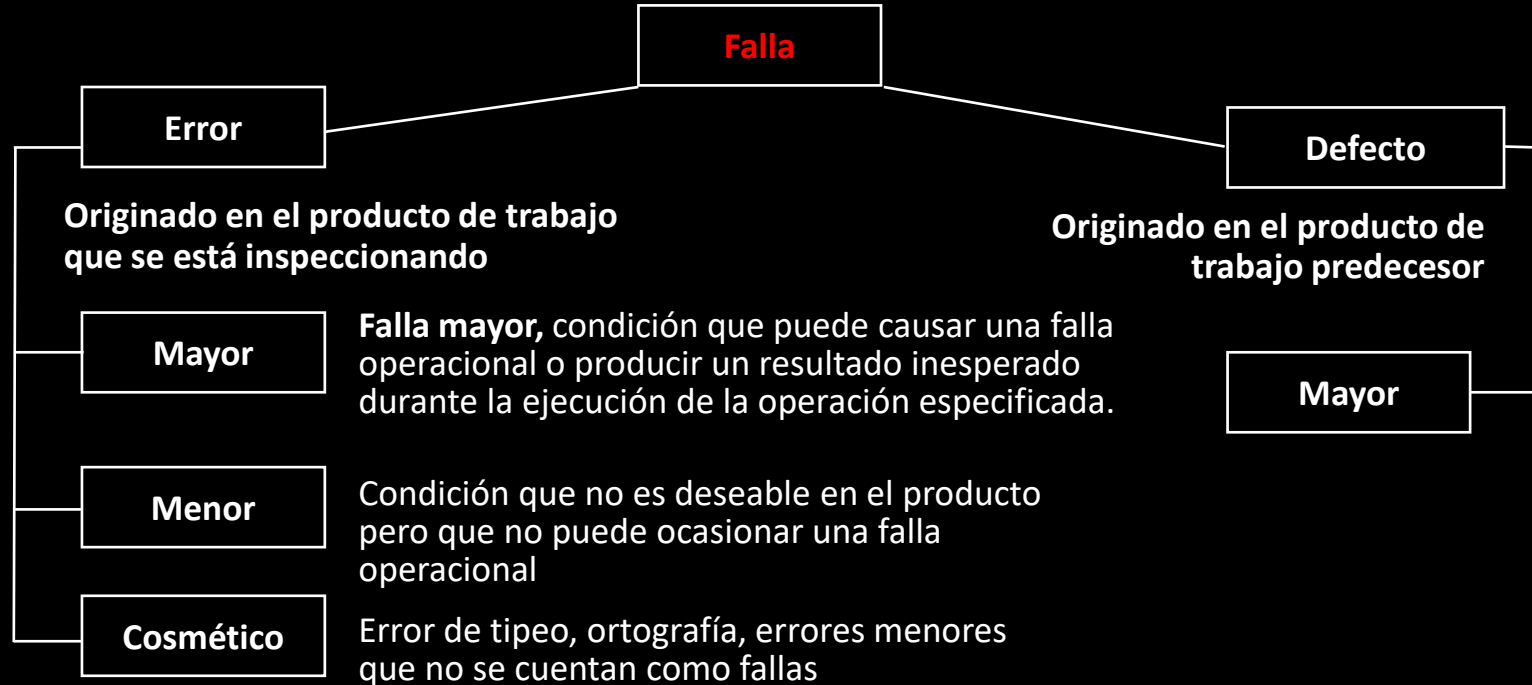 Falla
Error
Defecto
Originado en el producto de trabajo
que se está inspeccionando
Originado en el producto de
trabajo predecesor
Mayor
Falla mayor, condición que puede causar una falla
operacional o producir un resultado inesperado
durante la ejecución de la operación especificada.
Mayor
Menor
Condición que no es deseable en el producto
pero que no puede ocasionar una falla
operacional
Cosmético
Error de tipeo, ortografía, errores menores
que no se cuentan como fallas